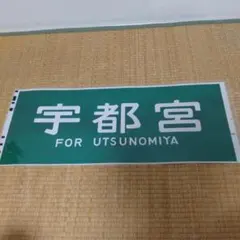 宇都宮
FOR UTSUNOMIYA